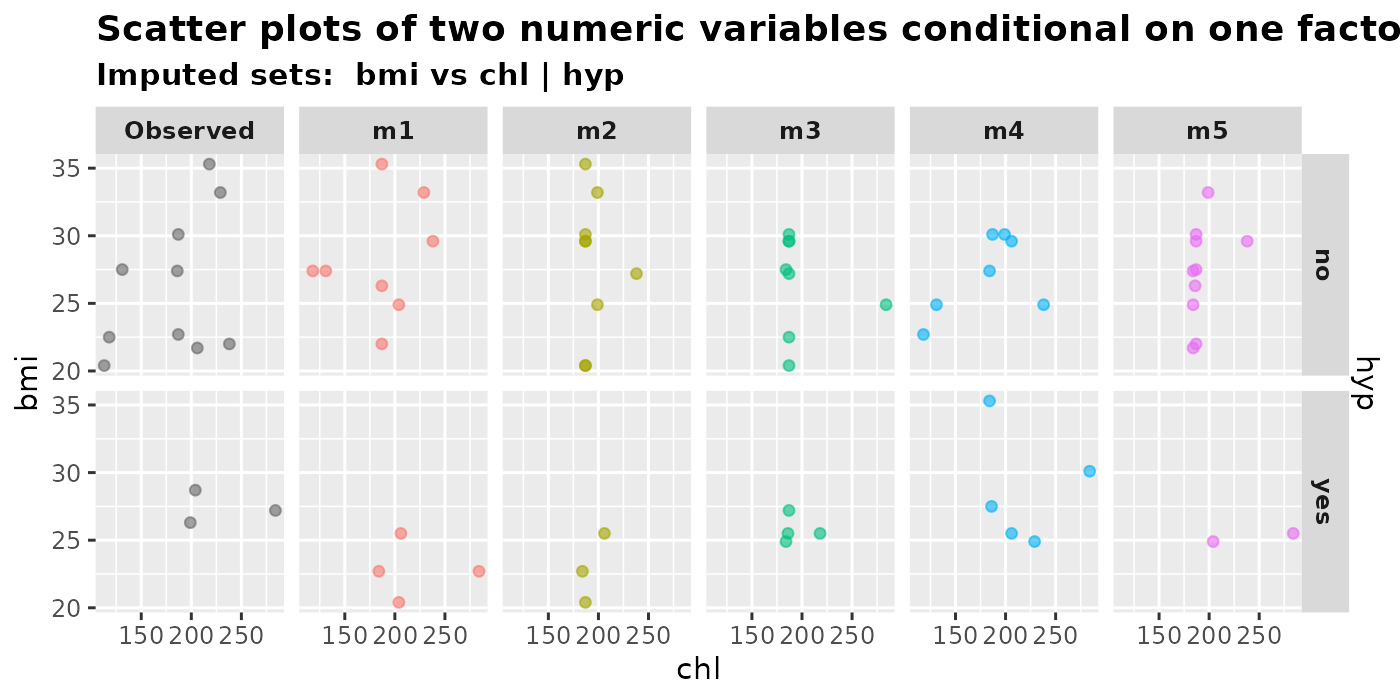 Scatter plots of two numeric variables conditional on one facto
Imputed sets:  bmi vs chl | hyp
Observed m1 m2 m3 m4 m5
35
30
25
20
no
35
30
25
20
yes
bmi
hyp
150 200 250 150 200 250 150 200 250 150 200 250 150 200 250 150 200 250
chl